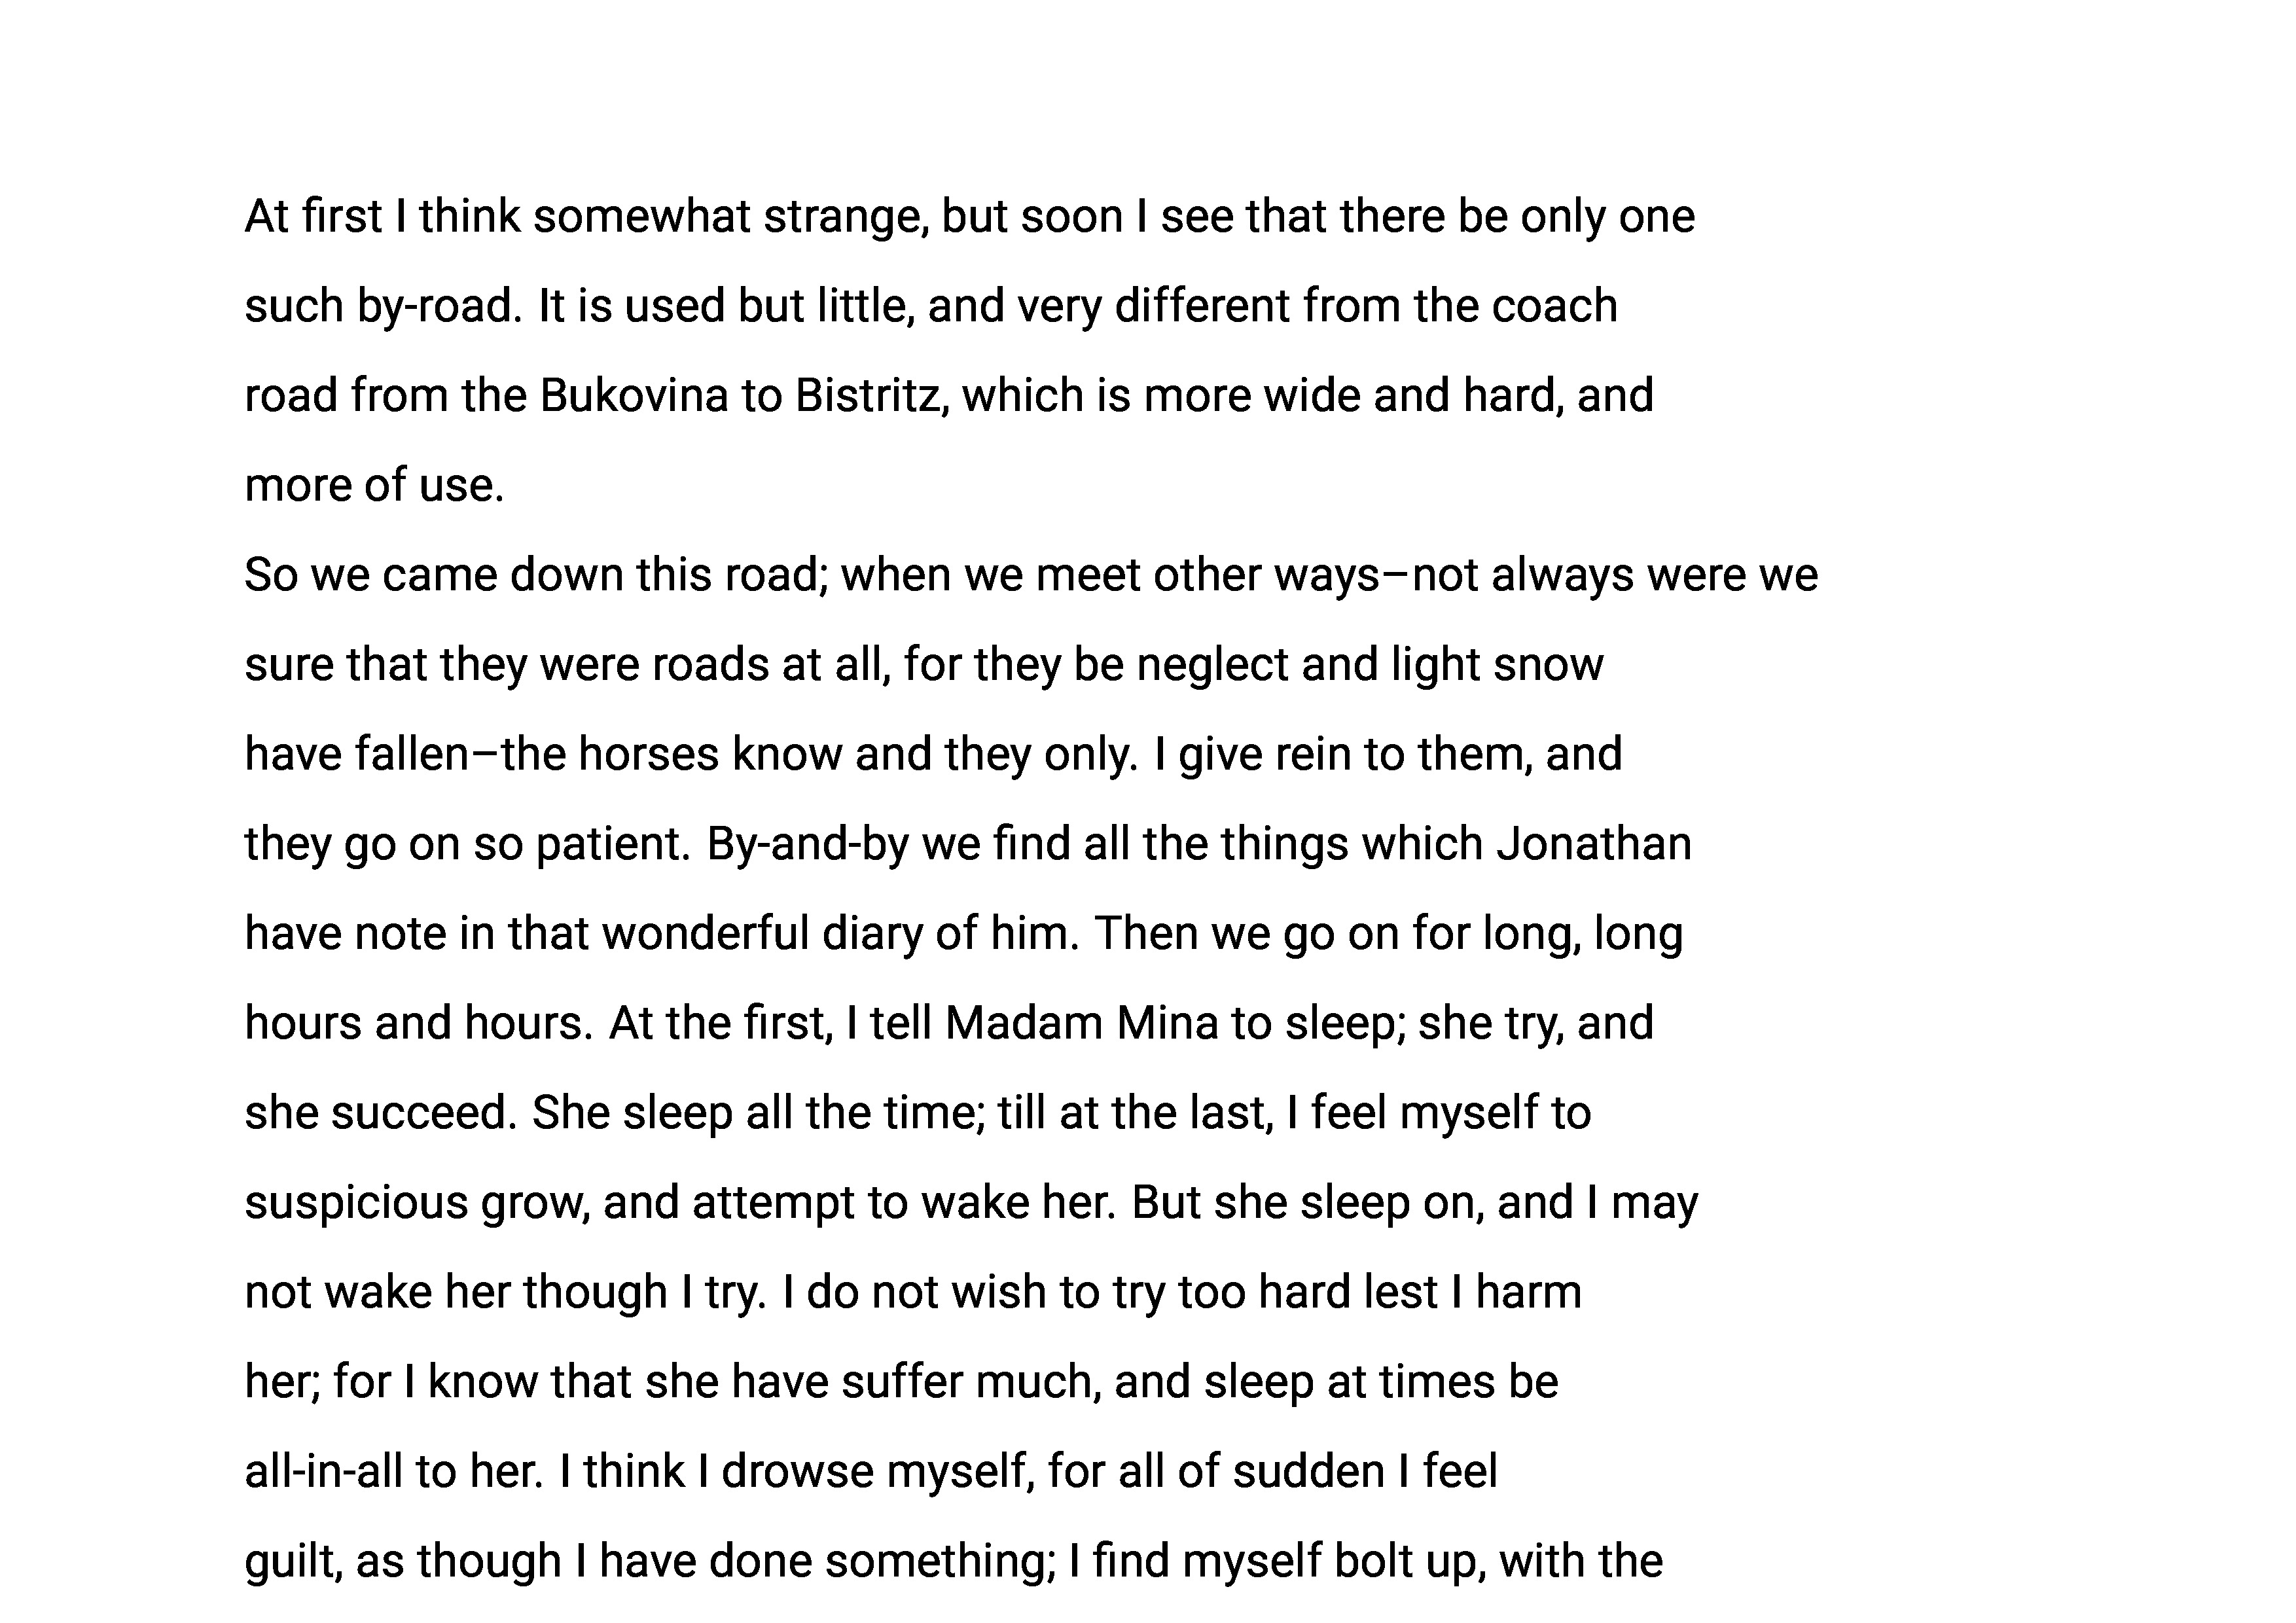 At first I think somewhat strange, but soon I see that there be only one
such by-road. It is used but little, and very different from the coach
road from the Bukovina to Bistritz, which is more wide and hard, and
more of use.
So we came down this road; when we meet other ways–not always were we
sure that they were roads at all, for they be neglect and light snow
have fallen–the horses know and they only. I give rein to them, and
they go on so patient. By-and-by we find all the things which Jonathan
have note in that wonderful diary of him. Then we go on for long, long
hours and hours. At the first, I tell Madam Mina to sleep; she try, and
she succeed. She sleep all the time; till at the last, I feel myself to
suspicious grow, and attempt to wake her. But she sleep on, and I may
not wake her though I try. I do not wish to try too hard lest I harm
her; for I know that she have suffer much, and sleep at times be
all-in-all to her. I think I drowse myself, for all of sudden I feel
guilt, as though I have done something; I find myself bolt up, with the